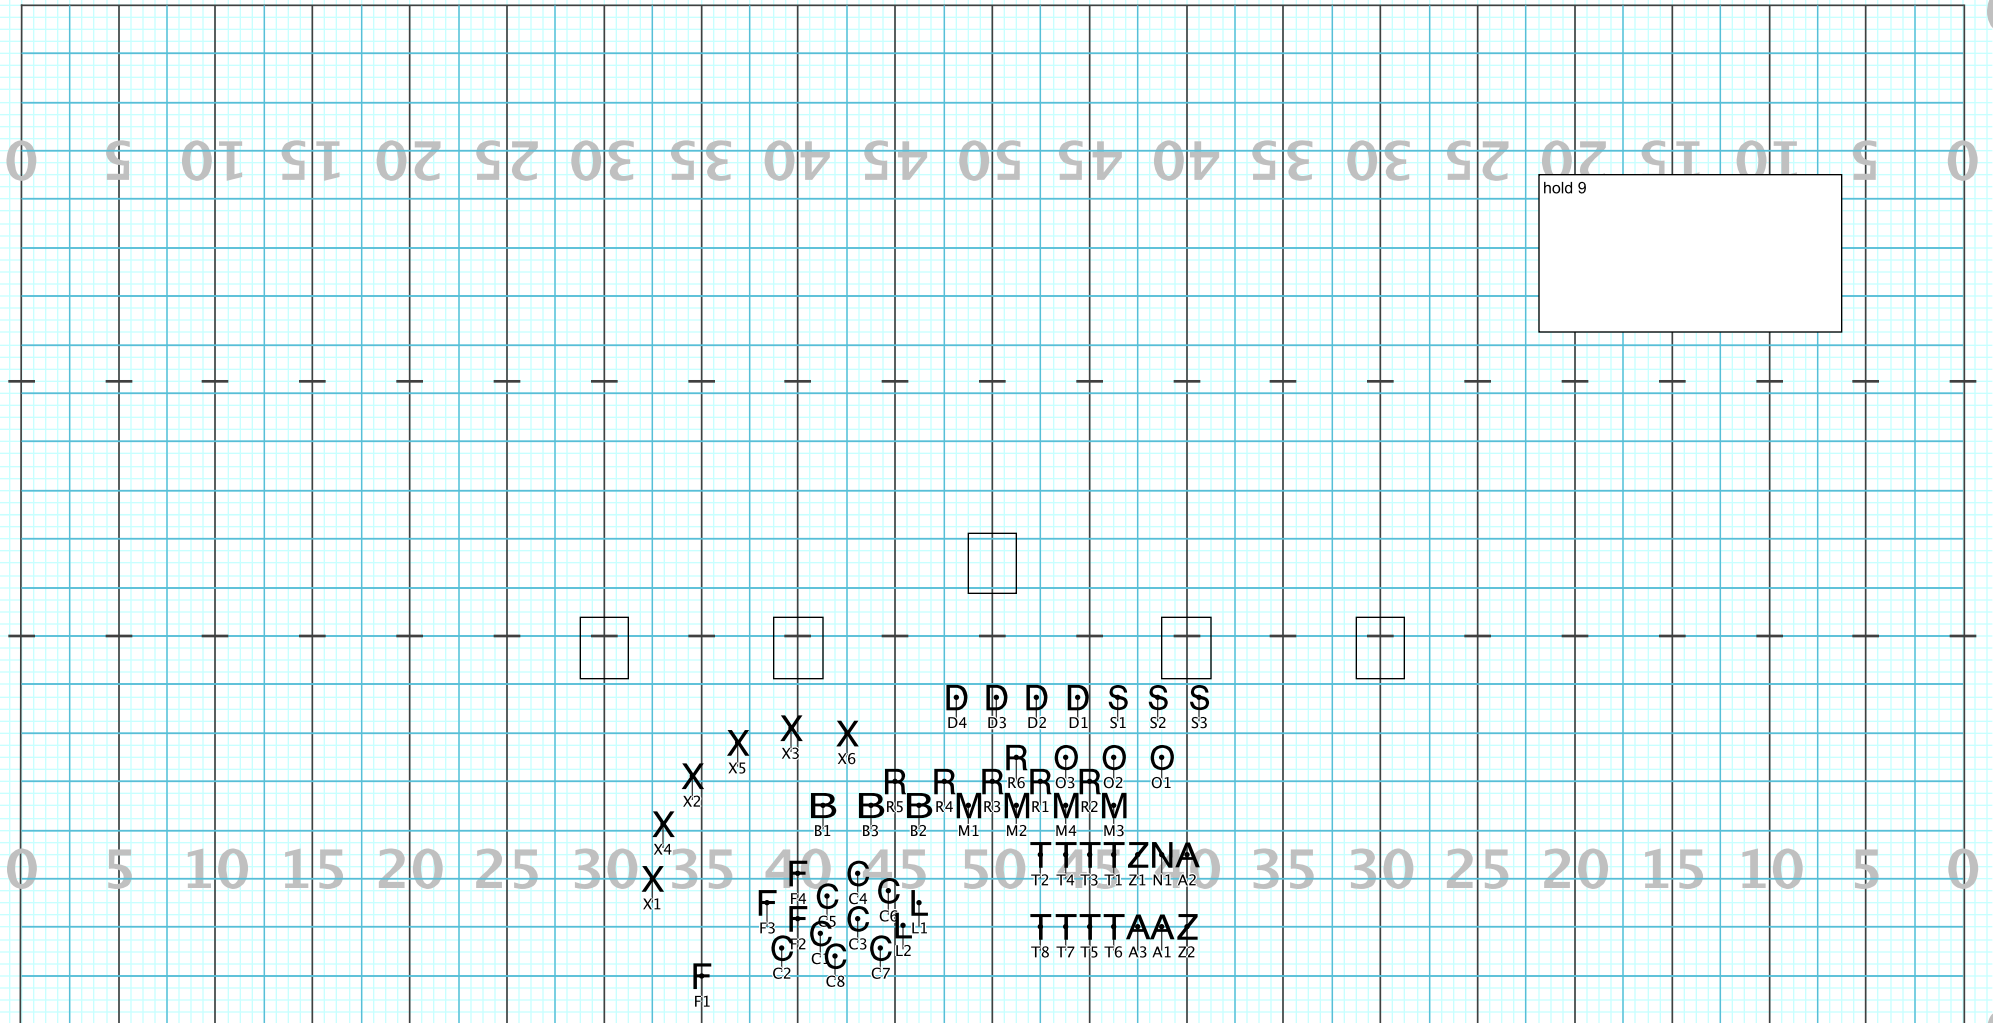 0 5 10 15 20 25 30 35 40 45 50 45 40 35 30 25 20 15 10 5 0
hold 9
D D D D S S S
D4 D3 D2 D1 S1 S2 S3
X X X
X3 X6 X5
R O O O
R6 O3 O2 O1
X R R R R R
X2 R5 R4 R3 R1 R2
X B B B M M M M
X4 B1 B3 B2 M1 M2 M4 M3
T T T T Z N A
T2 T4 T3 T1 Z1 N1 A2
0 5 10 15 20 25 30 35 40 45 50 45 40 35 30 25 20 15 10 5 0
X F C C C
X1 F4 C4 C6 C5
F F C L L
F3 F2 C3 L1 L2
T T T T A A Z
T8 T7 T5 T6 A3 A1 Z2
C C C C
C2 C1 C8 C7
F
F1